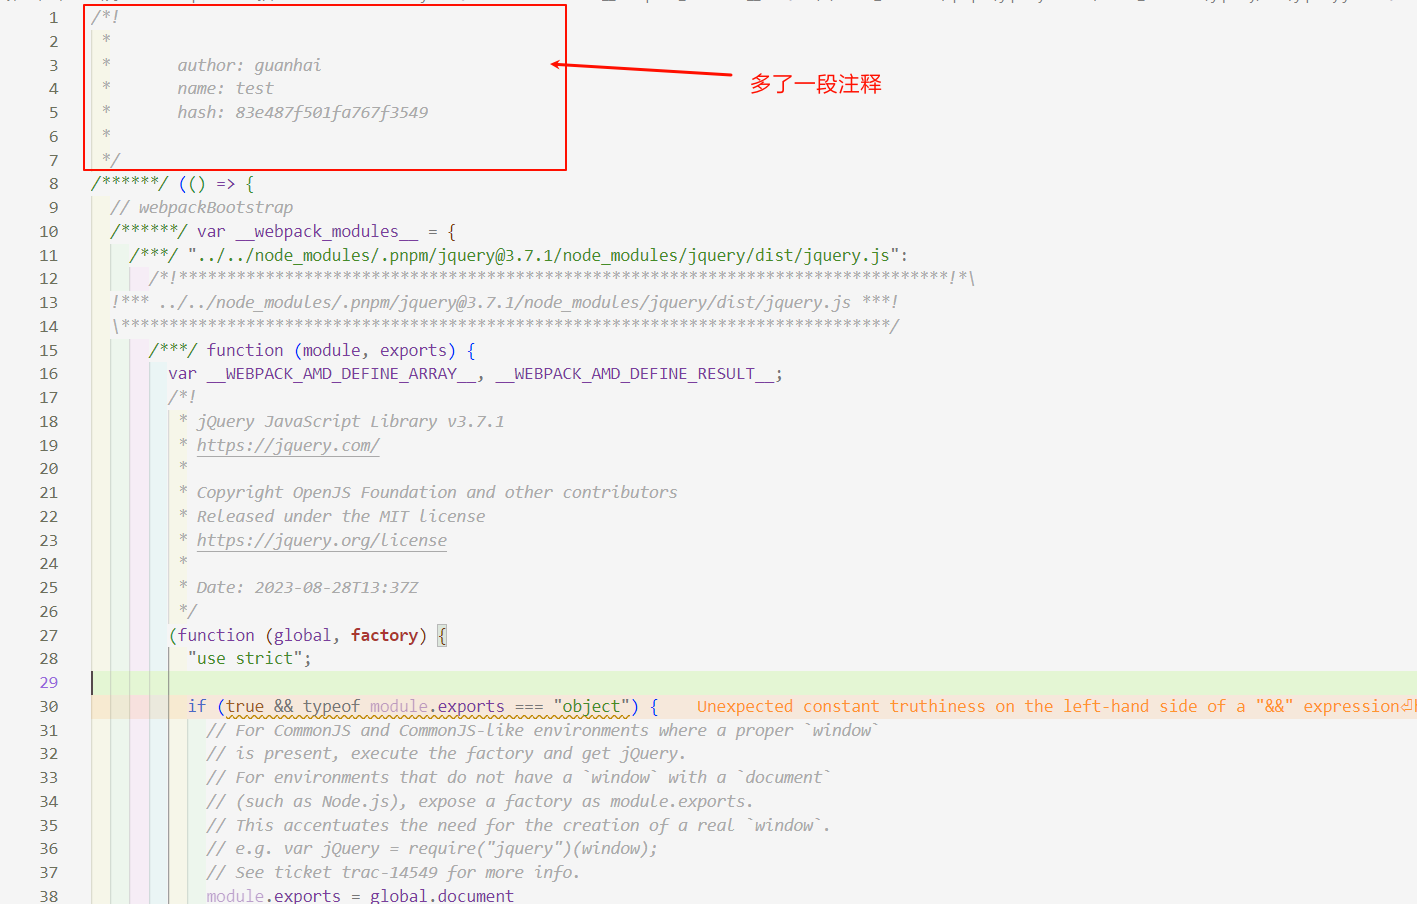 1 /*!
2  *
3  *       author: guanhai
4  *       name: test
5  *       hash: 83e487f501fa767f3549
6  *
7  */
多了一段注释
8 /******/ (() => {
9   // webpackBootstrap
10   /******/ var __webpack_modules__ = {
11     /***/ "../../node_modules/.pnpm/jquery@3.7.1/node_modules/jquery/dist/jquery.js":
12       /*!********************************************************************************!*\
13   !*** ../../node_modules/.pnpm/jquery@3.7.1/node_modules/jquery/dist/jquery.js ***!
14   \********************************************************************************/
15       /***/ function (module, exports) {
16         var __WEBPACK_AMD_DEFINE_ARRAY__, __WEBPACK_AMD_DEFINE_RESULT__;
17         /*!
18          * jQuery JavaScript Library v3.7.1
19          * https://jquery.com/
20          *
21          * Copyright OpenJS Foundation and other contributors
22          * Released under the MIT license
23          * https://jquery.org/license
24          *
25          * Date: 2023-08-28T13:37Z
26          */
27         (function (global, factory) {
28           "use strict";
29
30           if (true && typeof module.exports === "object") {    Unexpected constant truthiness on the left-hand side of a "&&" expression⏎
31             // For CommonJS and CommonJS-like environments where a proper `window`
32             // is present, execute the factory and get jQuery.
33             // For environments that do not have a `window` with a `document`
34             // (such as Node.js), expose a factory as module.exports.
35             // This accentuates the need for the creation of a real `window`.
36             // e.g. var jQuery = require("jquery")(window);
37             // See ticket trac-14549 for more info.
38             module.exports = global.document